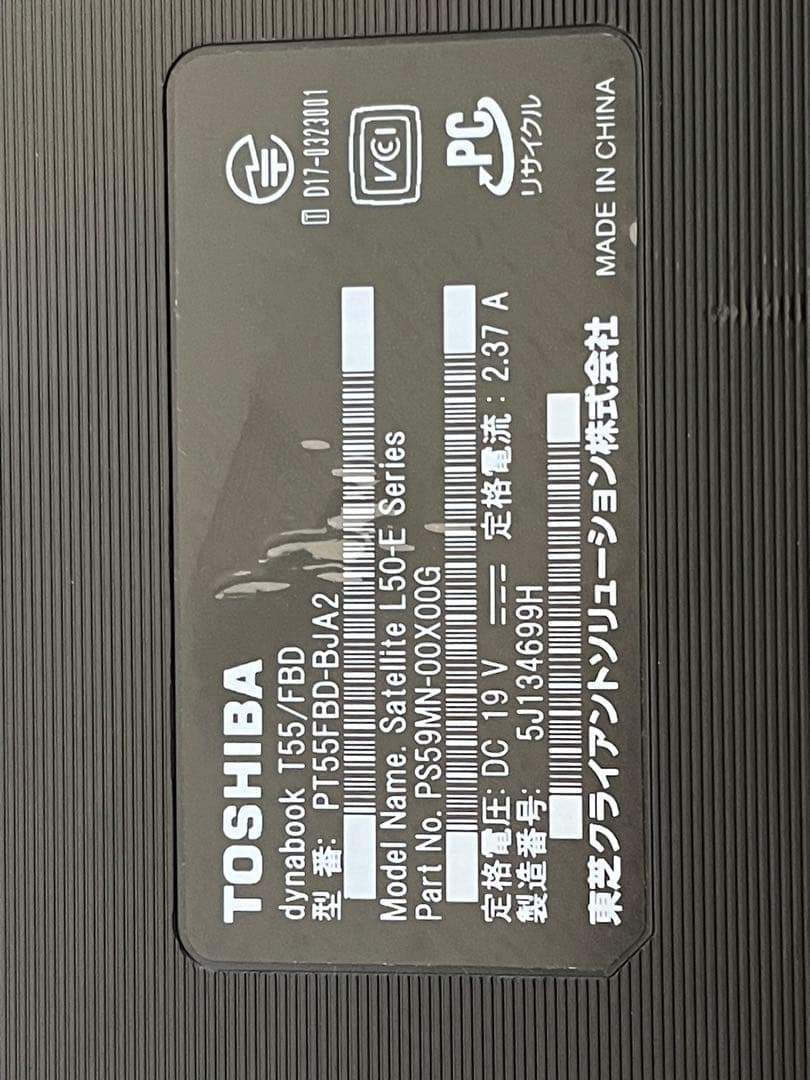 TOSHIBA
dynabook T55/FBD
型 番: PT55FBD-BJA2
Model Name. Satellite L50-E Series
Part No. PS59MN-00X00G
定格電圧: DC 19 V 定格電流: 2.37 A
製造番号: 5J134699H
東芝クライアントソリューション株式会社 MADE IN CHINA
T D17-0323001
VCCI
PC
リサイクル